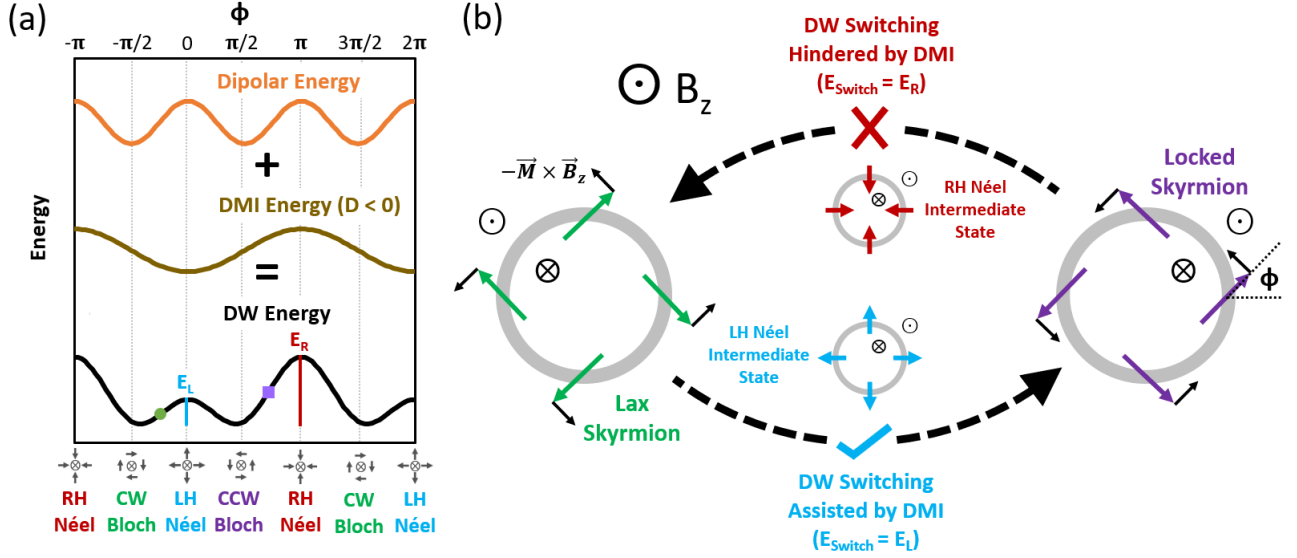 (a)
ϕ
-π -π/2 0 π/2 π 3π/2 2π
Energy
Dipolar Energy
+
DMI Energy (D < 0)
=
DW Energy
E_L
E_R
RH Néel
CW Bloch
LH Néel
CCW Bloch
RH Néel
CW Bloch
LH Néel
(b)
B_z
DW Switching
Hindered by DMI
(E_Switch = E_R)
-M⃗ × B⃗_z
RH Néel
Intermediate
State
Locked
Skyrmion
ϕ
LH Néel
Intermediate
State
Lax
Skyrmion
DW Switching
Assisted by DMI
(E_Switch = E_L)